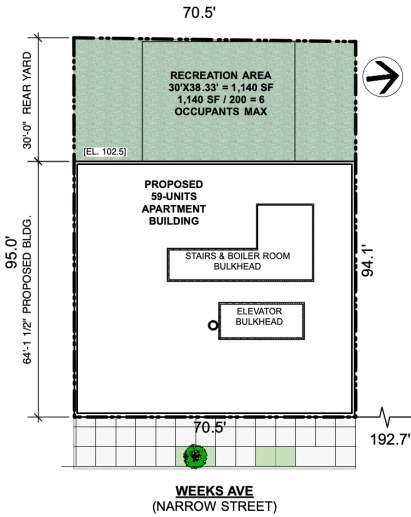 70.5'
30'-0" REAR YARD
RECREATION AREA
30'X38.33' = 1,140 SF
1,140 SF / 200 = 6
OCCUPANTS MAX
[EL. 102.5]
PROPOSED
59-UNITS
APARTMENT
BUILDING
95.0'
64'-1 1/2" PROPOSED BLDG.
STAIRS & BOILER ROOM
BULKHEAD
94.1'
ELEVATOR
BULKHEAD
70.5'
192.7'
WEEKS AVE
(NARROW STREET)